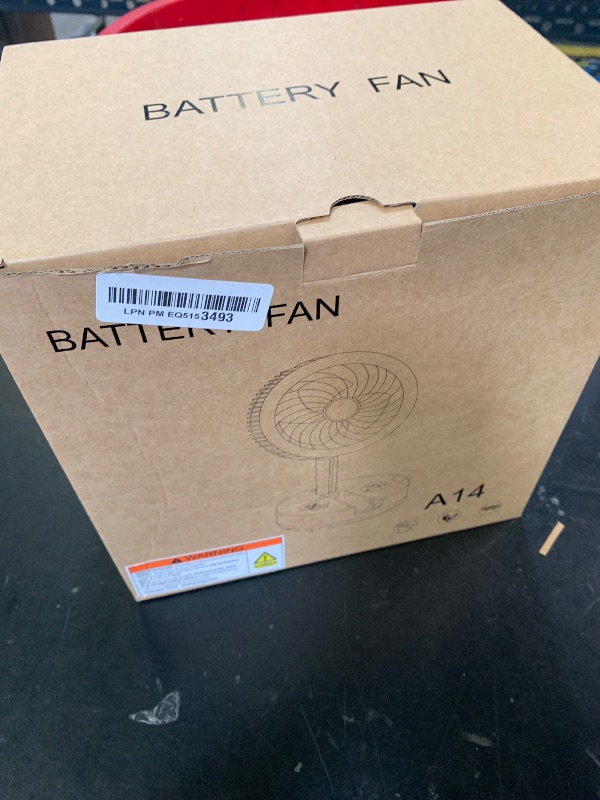 BATTERY FAN
LPN PM EQ5153493
BATTERY FAN
A14
WARNING